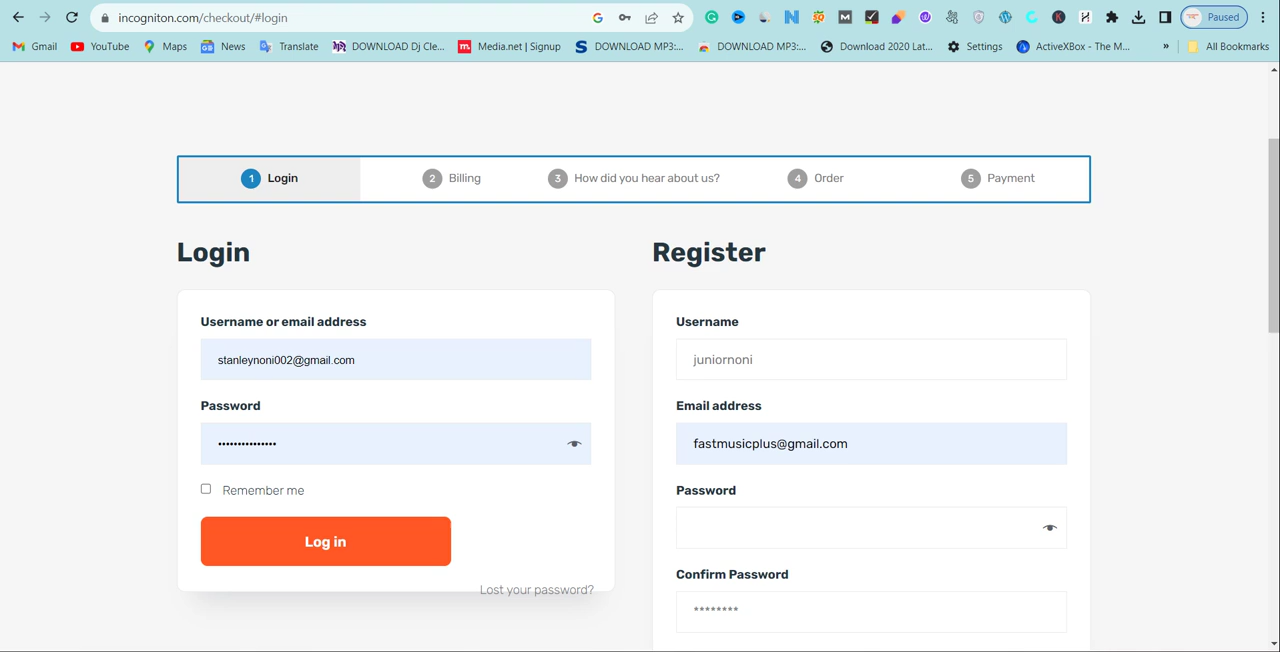 incogniton.com/checkout/#login
Paused
Gmail
YouTube
Maps
News
Translate
DOWNLOAD Dj Cle...
Media.net | Signup
DOWNLOAD MP3:...
DOWNLOAD MP3:...
Download 2020 Lat...
Settings
ActiveXBox - The M...
»
All Bookmarks
1 Login
2 Billing
3 How did you hear about us?
4 Order
5 Payment
Login
Username or email address
stanleynoni002@gmail.com
Password
•••••••••••••••
Remember me
Log in
Lost your password?
Register
Username
juniornoni
Email address
fastmusicplus@gmail.com
Password
Confirm Password
********